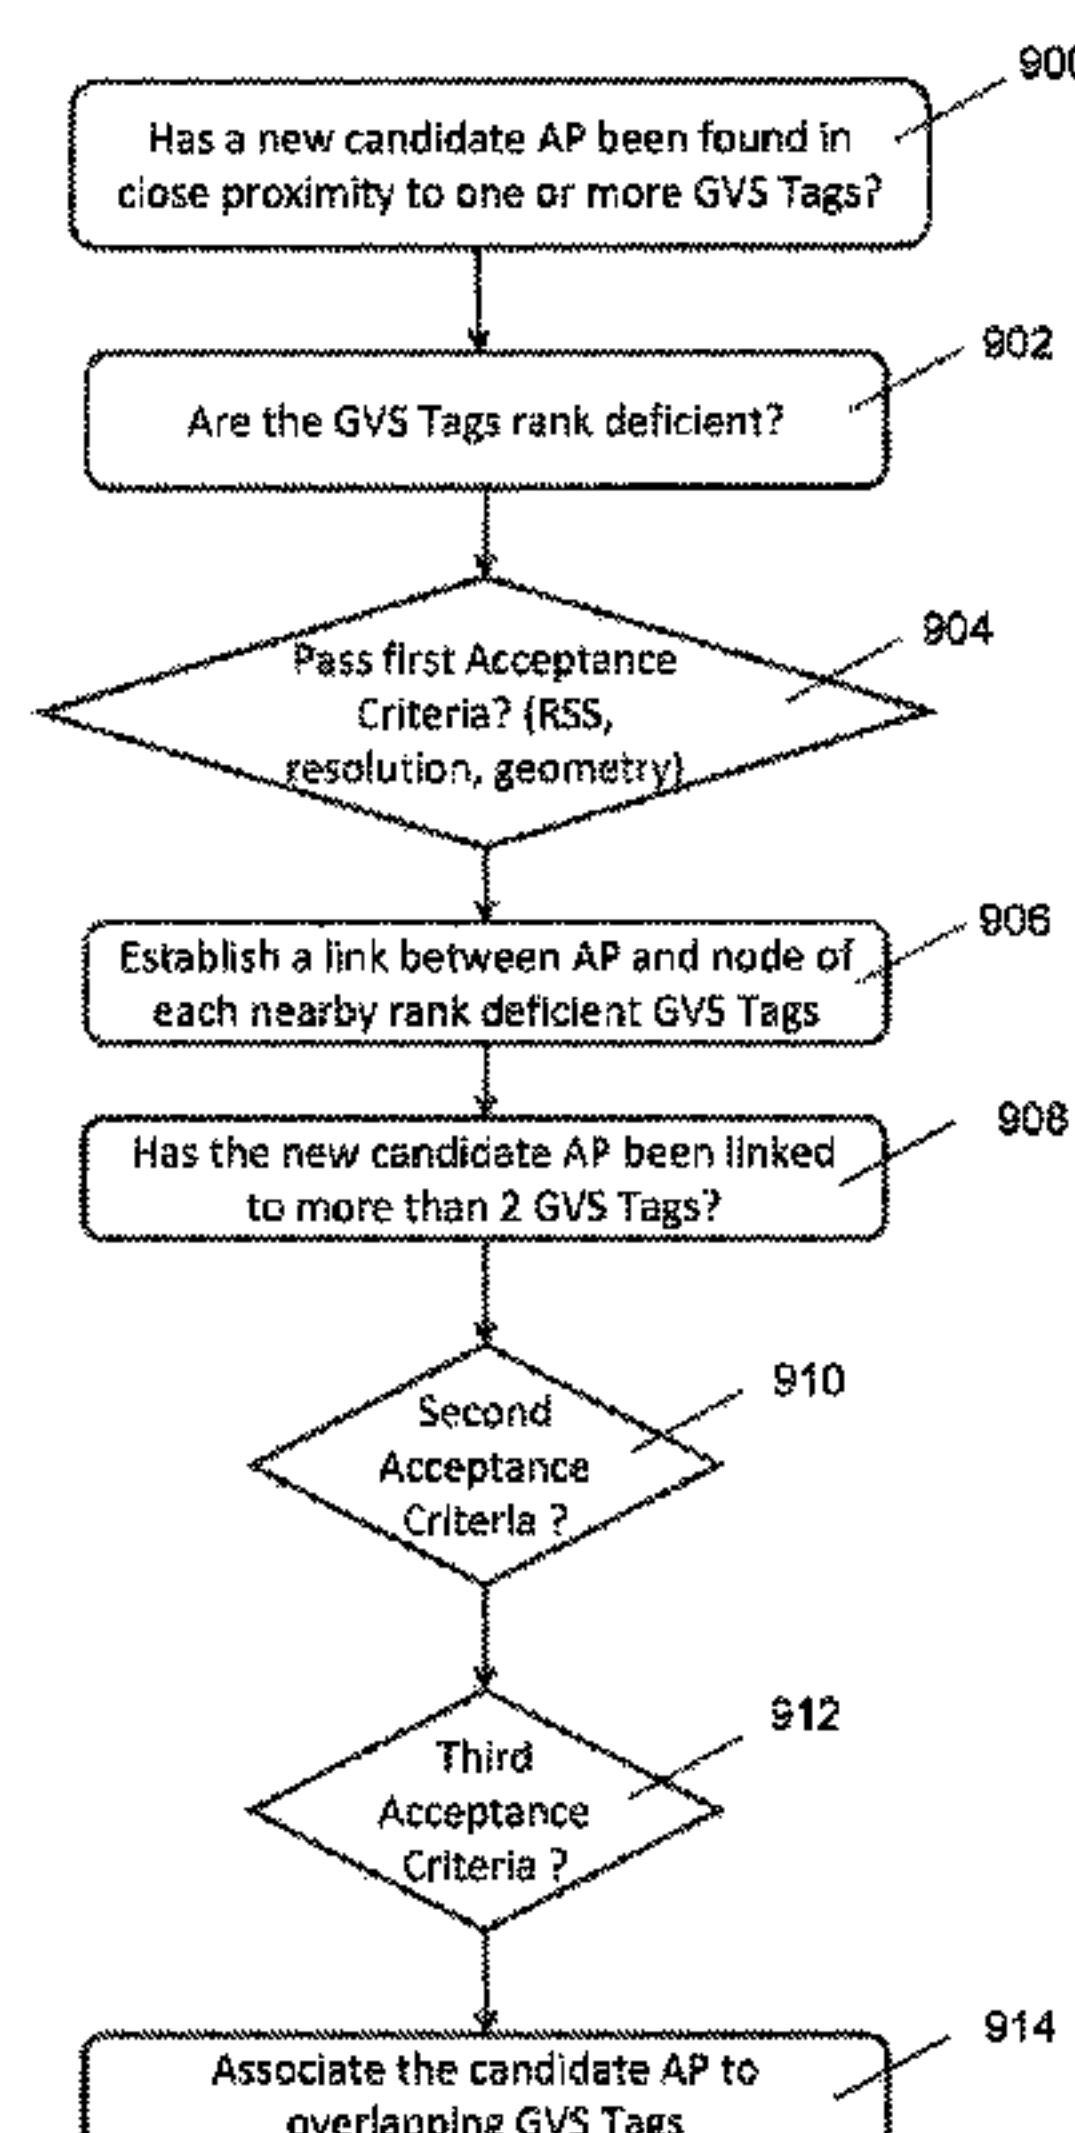 900
Has a new candidate AP been found in
close proximity to one or more GVS Tags?
902
Are the GVS Tags rank deficient?
904
Pass first Acceptance
Criteria? (RSS,
resolution, geometry)
906
Establish a link between AP and node of
each nearby rank deficient GVS Tags
908
Has the new candidate AP been linked
to more than 2 GVS Tags?
910
Second
Acceptance
Criteria ?
912
Third
Acceptance
Criteria ?
914
Associate the candidate AP to
overlapping GVS Tags